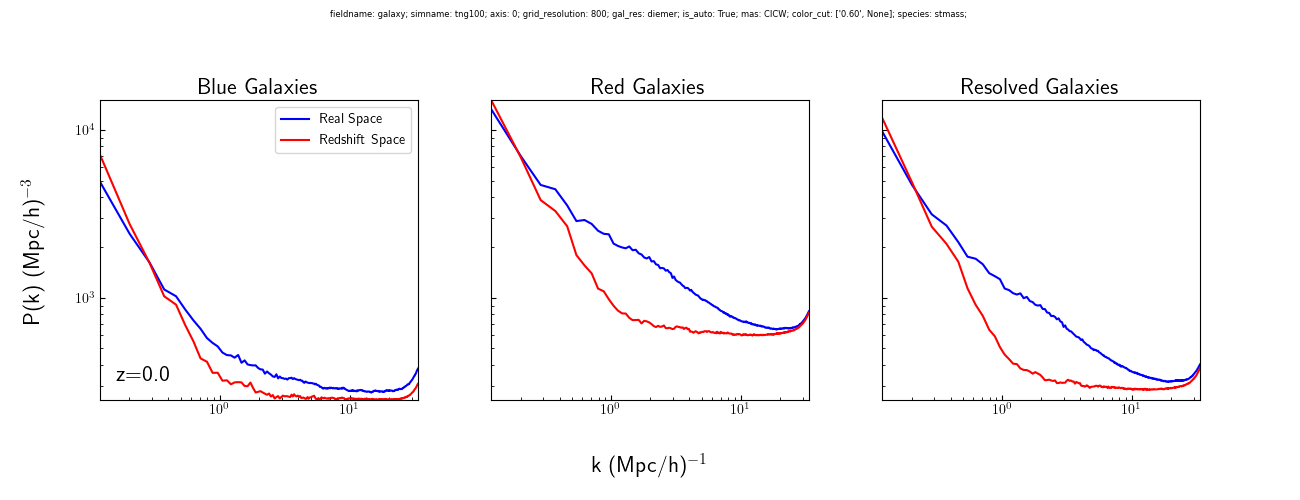 fieldname: galaxy; simname: tng100; axis: 0; grid_resolution: 800; gal_res: diemer; is_auto: True; mas: CICW; color_cut: ['0.60', None]; species: stmass;
Blue Galaxies
Red Galaxies
Resolved Galaxies
Real Space
Redshift Space
10^4
10^3
P(k) (Mpc/h)^{-3}
z=0.0
10^0 10^1
10^0 10^1
10^0 10^1
k (Mpc/h)^{-1}